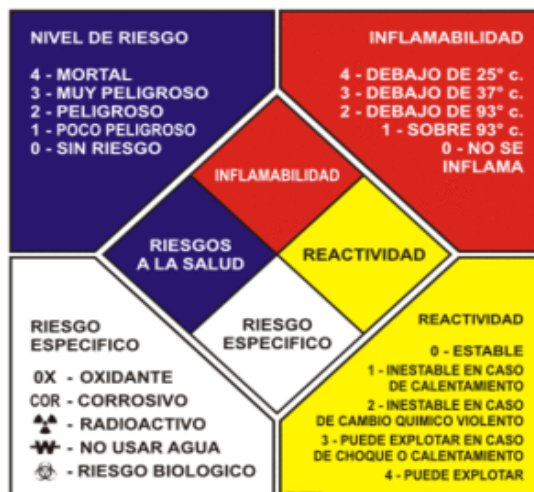 NIVEL DE RIESGO
4 - MORTAL
3 - MUY PELIGROSO
2 - PELIGROSO
1 - POCO PELIGROSO
0 - SIN RIESGO
INFLAMABILIDAD
4 - DEBAJO DE 25° c.
3 - DEBAJO DE 37° c.
2 - DEBAJO DE 93° c.
1 - SOBRE 93° c.
0 - NO SE
INFLAMA
INFLAMABILIDAD
RIESGOS
A LA SALUD
REACTIVIDAD
RIESGO
ESPECIFICO
RIESGO
ESPECIFICO
0X - OXIDANTE
COR - CORROSIVO
- RADIOACTIVO
W - NO USAR AGUA
- RIESGO BIOLOGICO
REACTIVIDAD
0 - ESTABLE
1 - INESTABLE EN CASO
DE CALENTAMIENTO
2 - INESTABLE EN CASO
DE CAMBIO QUIMICO VIOLENTO
3 - PUEDE EXPLOTAR EN CASO
DE CHOQUE O CALENTAMIENTO
4 - PUEDE EXPLOTAR